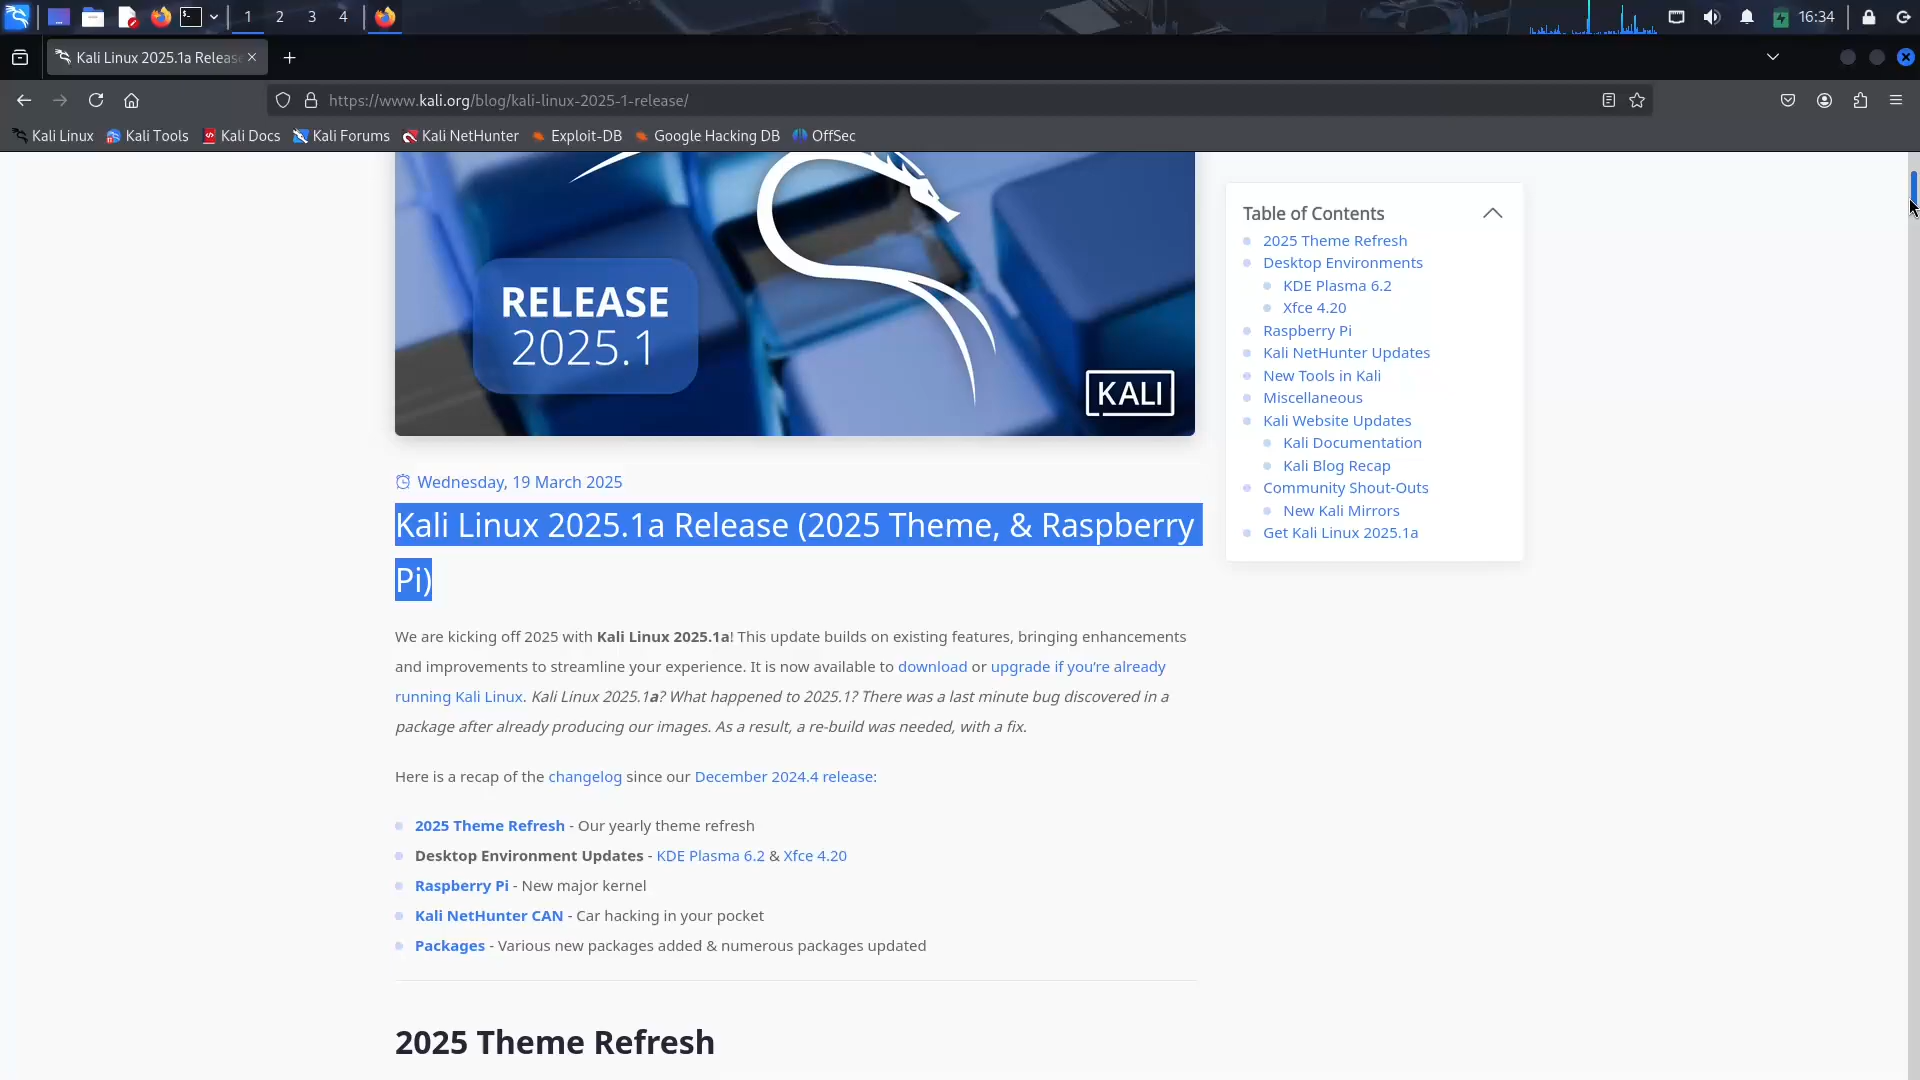 1 2 3 4 16:34
Kali Linux 2025.1a Releas
https://www.kali.org/blog/kali-linux-2025-1-release/
Kali Linux Kali Tools Kali Docs Kali Forums Kali NetHunter Exploit-DB Google Hacking DB OffSec
RELEASE
2025.1
KALI
Wednesday, 19 March 2025
Kali Linux 2025.1a Release (2025 Theme, & Raspberry
Pi)
We are kicking off 2025 with Kali Linux 2025.1a! This update builds on existing features, bringing enhancements
and improvements to streamline your experience. It is now available to download or upgrade if you're already
running Kali Linux. Kali Linux 2025.1a? What happened to 2025.1? There was a last minute bug discovered in a
package after already producing our images. As a result, a re-build was needed, with a fix.
Here is a recap of the changelog since our December 2024.4 release:
2025 Theme Refresh - Our yearly theme refresh
Desktop Environment Updates - KDE Plasma 6.2 & Xfce 4.20
Raspberry Pi - New major kernel
Kali NetHunter CAN - Car hacking in your pocket
Packages - Various new packages added & numerous packages updated
2025 Theme Refresh
Table of Contents
2025 Theme Refresh
Desktop Environments
KDE Plasma 6.2
Xfce 4.20
Raspberry Pi
Kali NetHunter Updates
New Tools in Kali
Miscellaneous
Kali Website Updates
Kali Documentation
Kali Blog Recap
Community Shout-Outs
New Kali Mirrors
Get Kali Linux 2025.1a